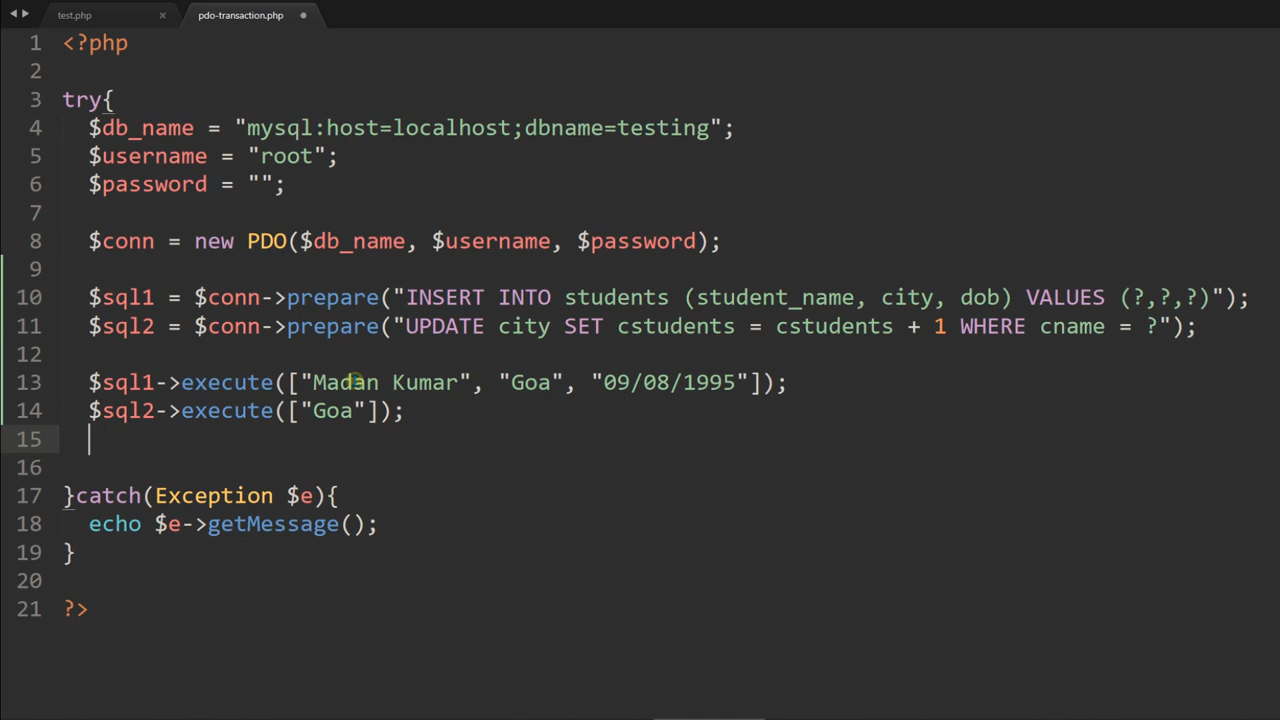 test.php × pdo-transaction.php
1 <?php
2
3 try{
4 $db_name = "mysql:host=localhost;dbname=testing";
5 $username = "root";
6 $password = "";
7
8 $conn = new PDO($db_name, $username, $password);
9
10 $sql1 = $conn->prepare("INSERT INTO students (student_name, city, dob) VALUES (?,?,?)");
11 $sql2 = $conn->prepare("UPDATE city SET cstudents = cstudents + 1 WHERE cname = ?");
12
13 $sql1->execute(["Madan Kumar", "Goa", "09/08/1995"]);
14 $sql2->execute(["Goa"]);
15
16
17 }catch(Exception $e){
18 echo $e->getMessage();
19 }
20
21 ?>